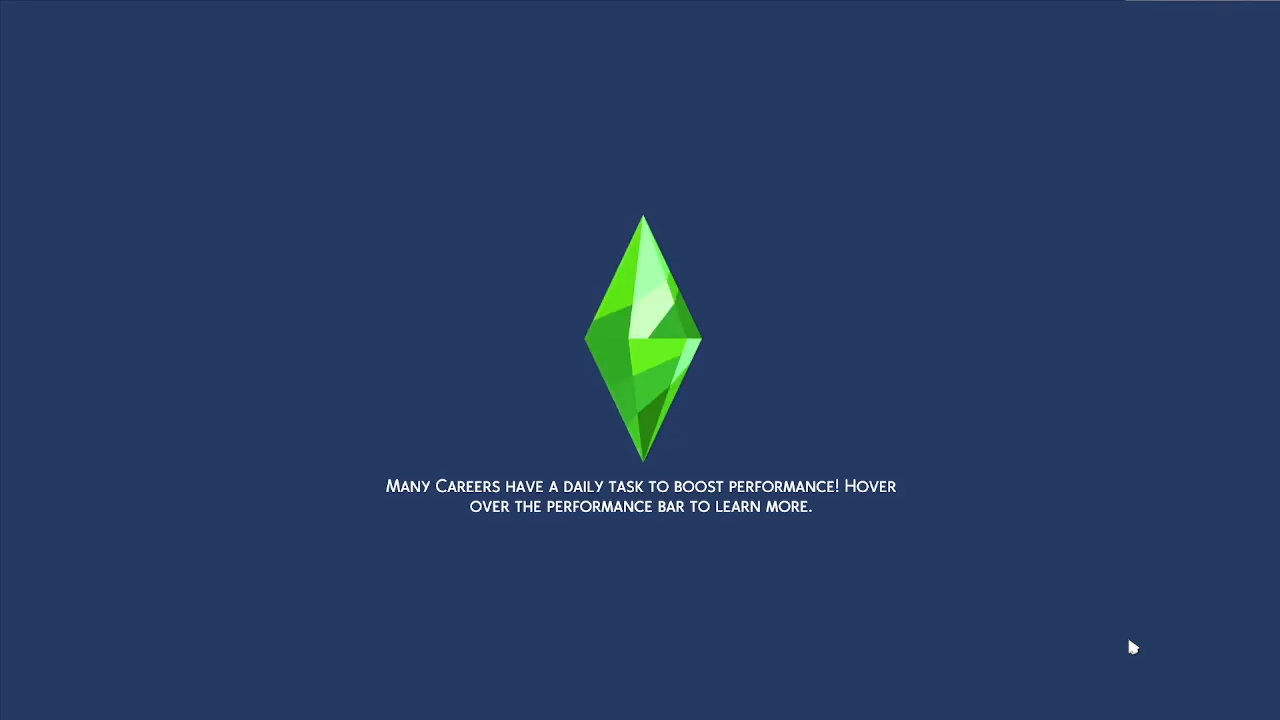 Many Careers have a daily task to boost performance! Hover
over the performance bar to learn more.